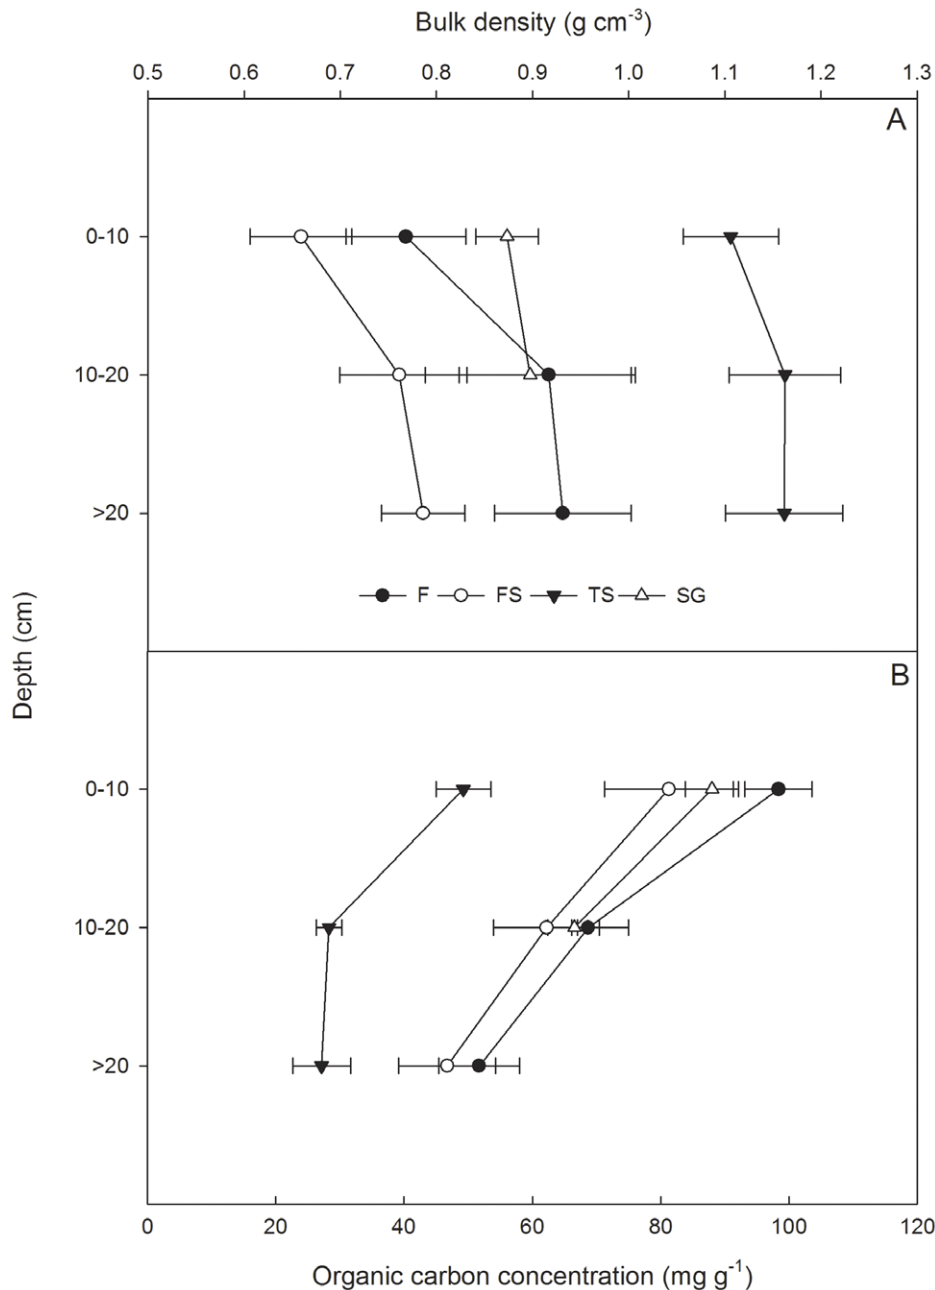 Bulk density (g cm⁻³)
0.5 0.6 0.7 0.8 0.9 1.0 1.1 1.2 1.3
A
0-10
10-20
>20
F FS TS SG
Depth (cm)
B
0-10
10-20
>20
0 20 40 60 80 100 120
Organic carbon concentration (mg g⁻¹)